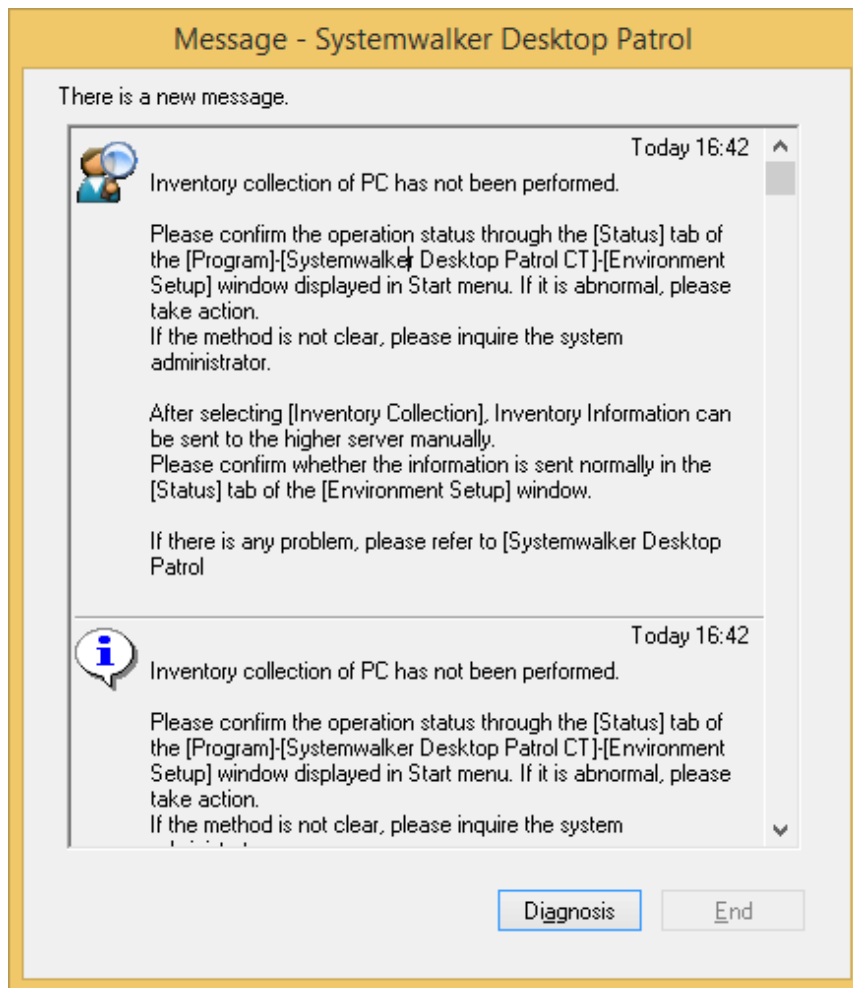 Message - Systemwalker Desktop Patrol
There is a new message.
Today 16:42
Inventory collection of PC has not been performed.
Please confirm the operation status through the [Status] tab of
the [Program]-[Systemwalker Desktop Patrol CT]-[Environment
Setup] window displayed in Start menu. If it is abnormal, please
take action.
If the method is not clear, please inquire the system
administrator.
After selecting [Inventory Collection], Inventory Information can
be sent to the higher server manually.
Please confirm whether the information is sent normally in the
[Status] tab of the [Environment Setup] window.
If there is any problem, please refer to [Systemwalker Desktop
Patrol
Today 16:42
Inventory collection of PC has not been performed.
Please confirm the operation status through the [Status] tab of
the [Program]-[Systemwalker Desktop Patrol CT]-[Environment
Setup] window displayed in Start menu. If it is abnormal, please
take action.
If the method is not clear, please inquire the system
Diagnosis End